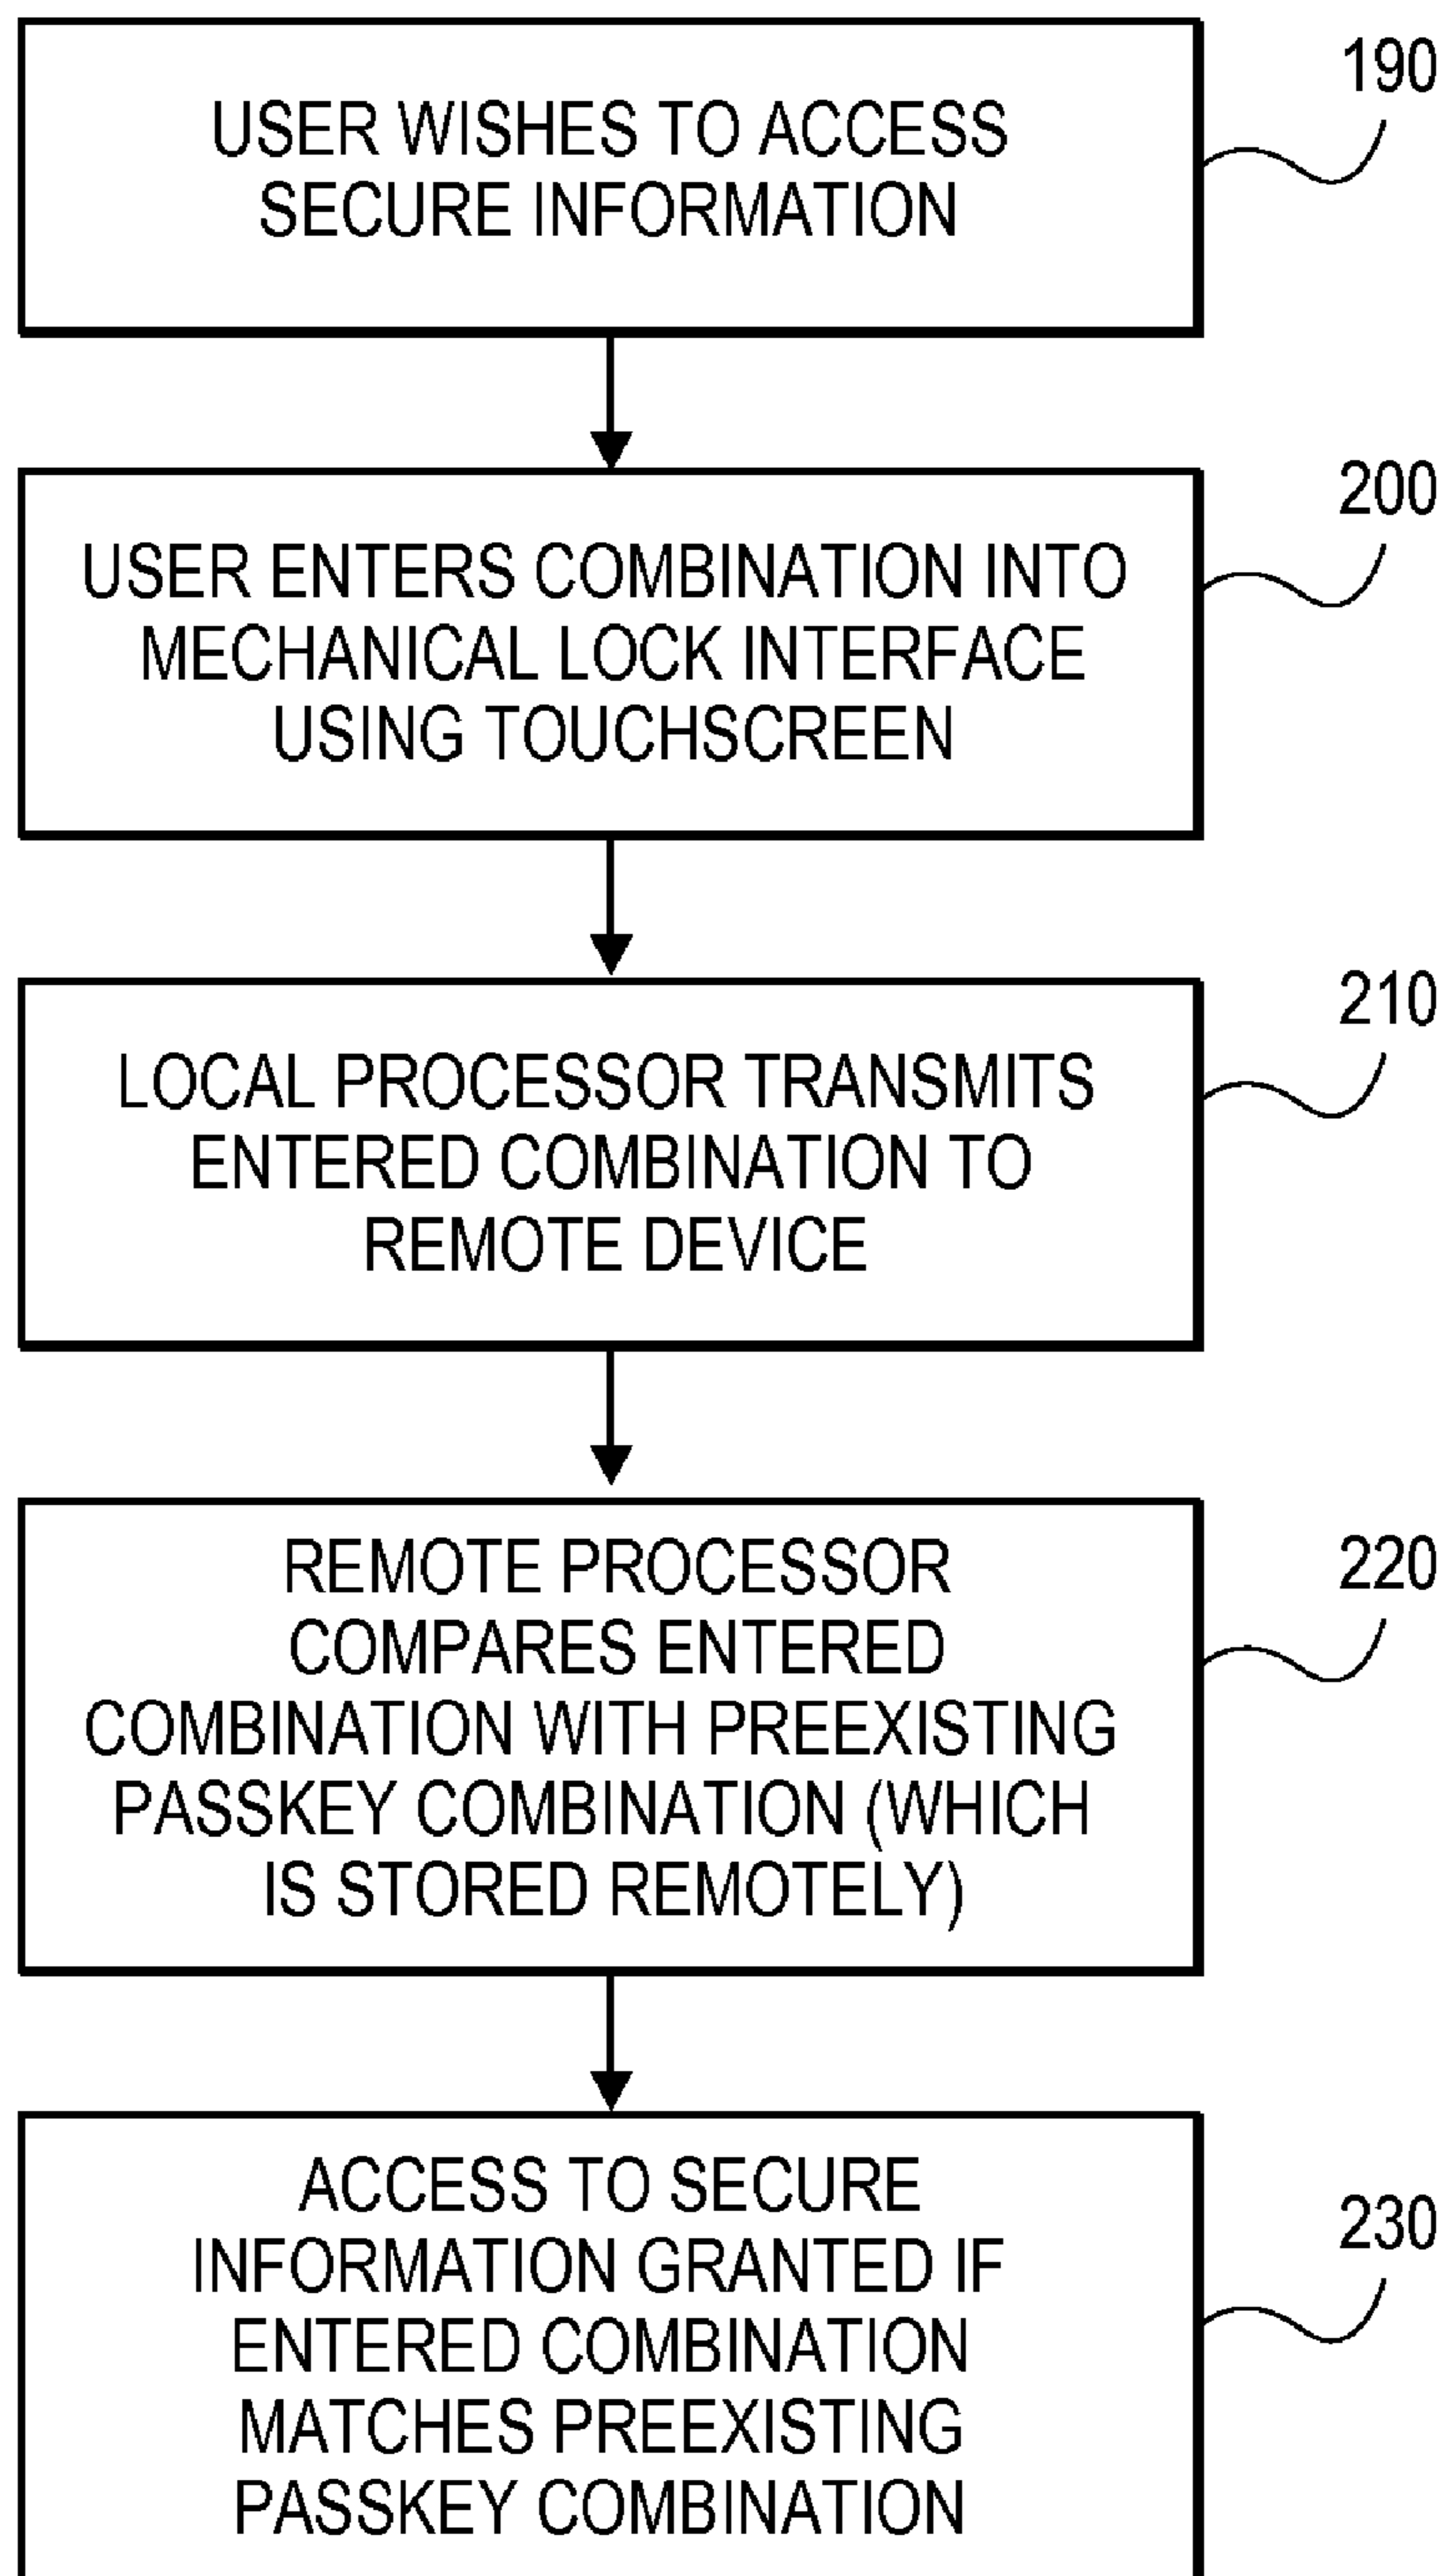 190
USER WISHES TO ACCESS
SECURE INFORMATION
200
USER ENTERS COMBINATION INTO
MECHANICAL LOCK INTERFACE
USING TOUCHSCREEN
210
LOCAL PROCESSOR TRANSMITS
ENTERED COMBINATION TO
REMOTE DEVICE
220
REMOTE PROCESSOR
COMPARES ENTERED
COMBINATION WITH PREEXISTING
PASSKEY COMBINATION (WHICH
IS STORED REMOTELY)
230
ACCESS TO SECURE
INFORMATION GRANTED IF
ENTERED COMBINATION
MATCHES PREEXISTING
PASSKEY COMBINATION